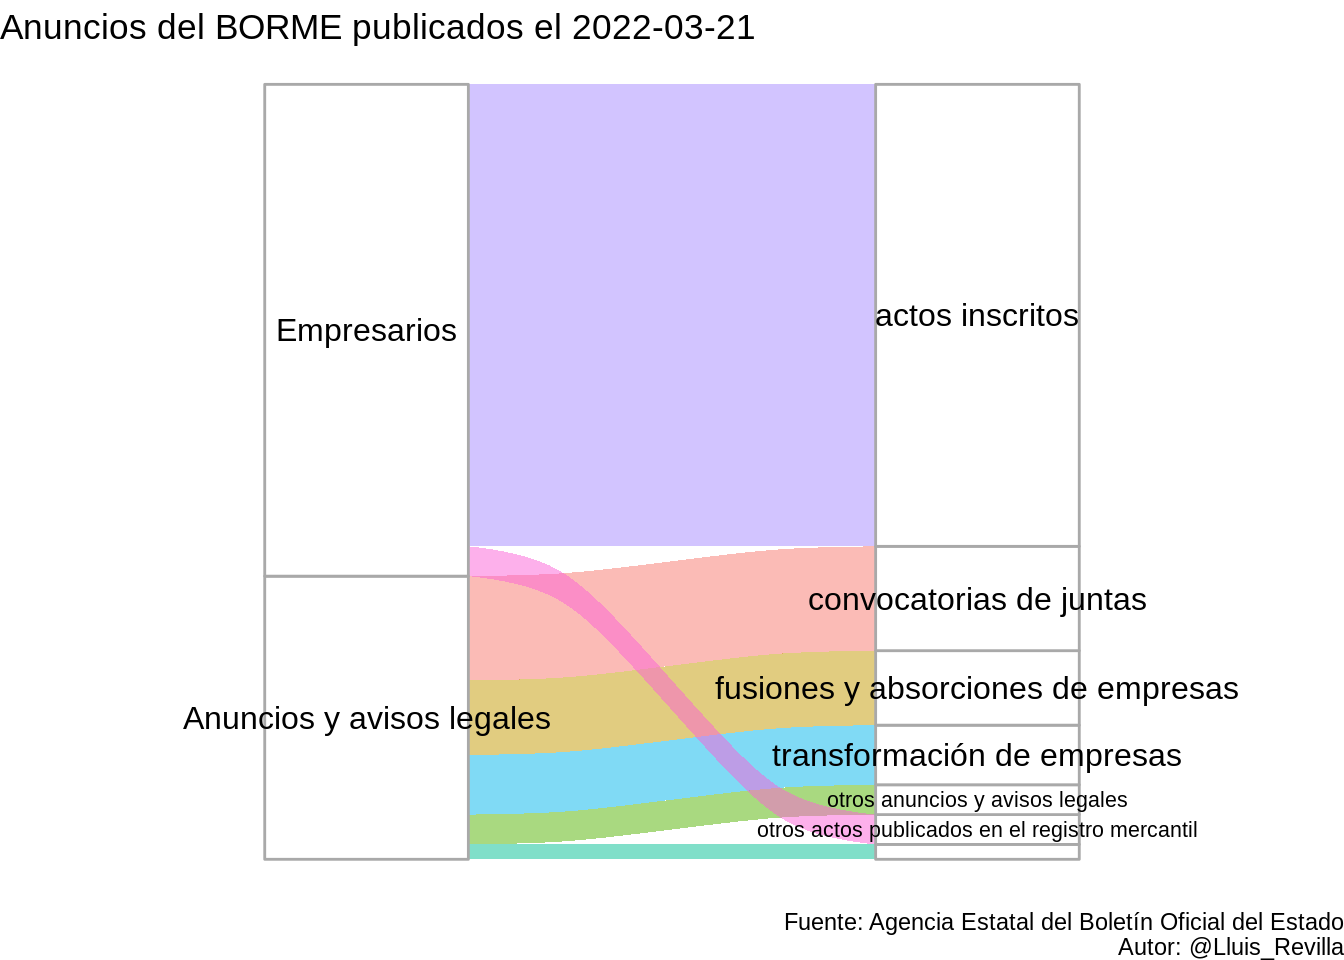 Anuncios del BORME publicados el 2022-03-21
Empresarios
actos inscritos
convocatorias de juntas
fusiones y absorciones de empresas
Anuncios y avisos legales
transformación de empresas
otros anuncios y avisos legales
otros actos publicados en el registro mercantil
Fuente: Agencia Estatal del Boletín Oficial del Estado
Autor: @Lluis_Revilla